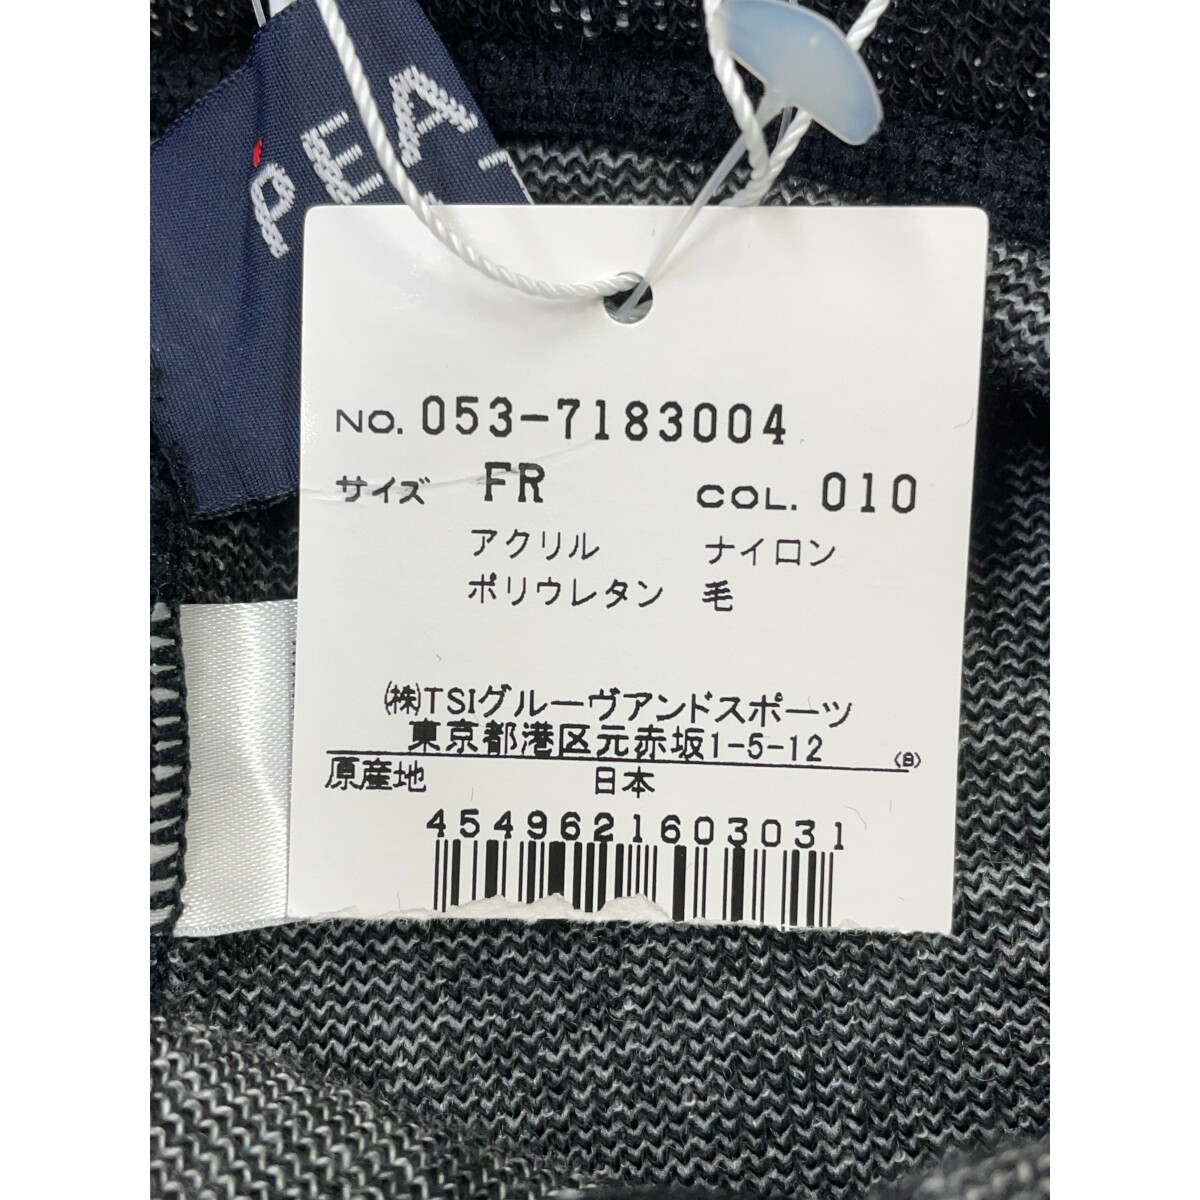 PEA
NO. 053-7183004
サイズ FR COL. 010
アクリル ナイロン
ポリウレタン 毛
㈱TSIグルーヴアンドスポーツ
東京都港区元赤坂1-5-12
原産地 日本
4549621603031